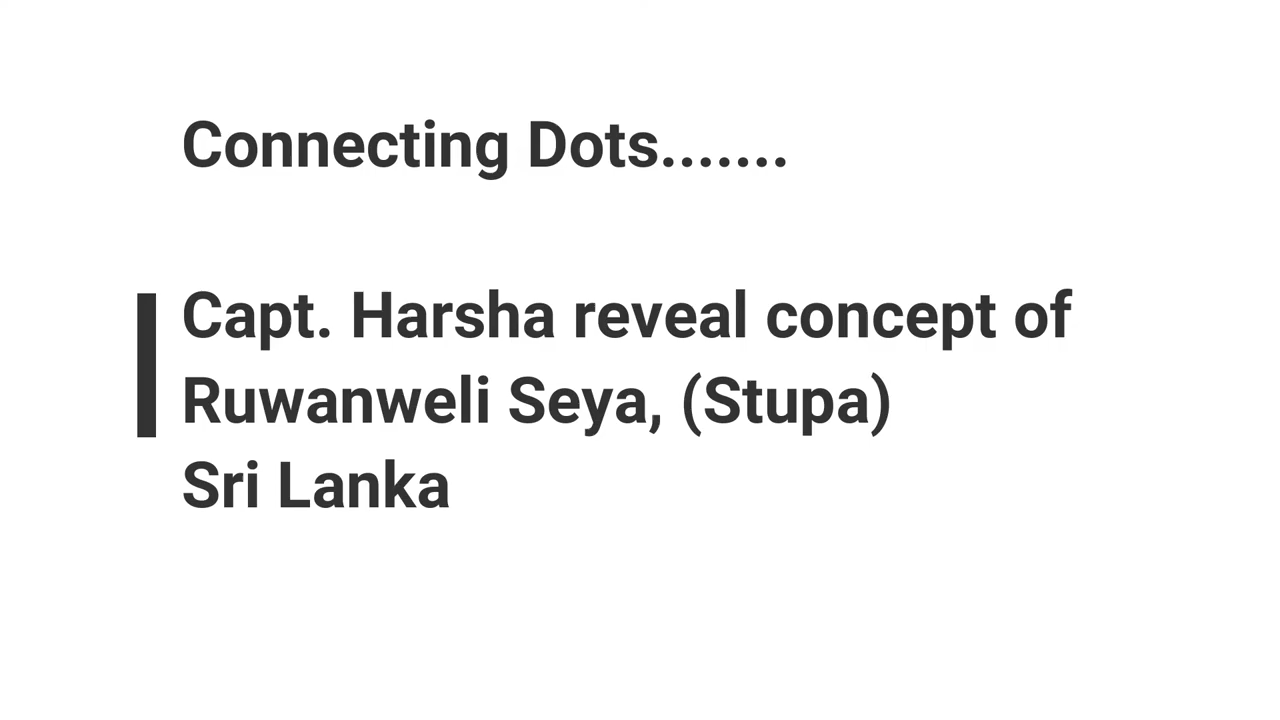 Connecting Dots.......
Capt. Harsha reveal concept of
Ruwanweli Seya, (Stupa)
Sri Lanka